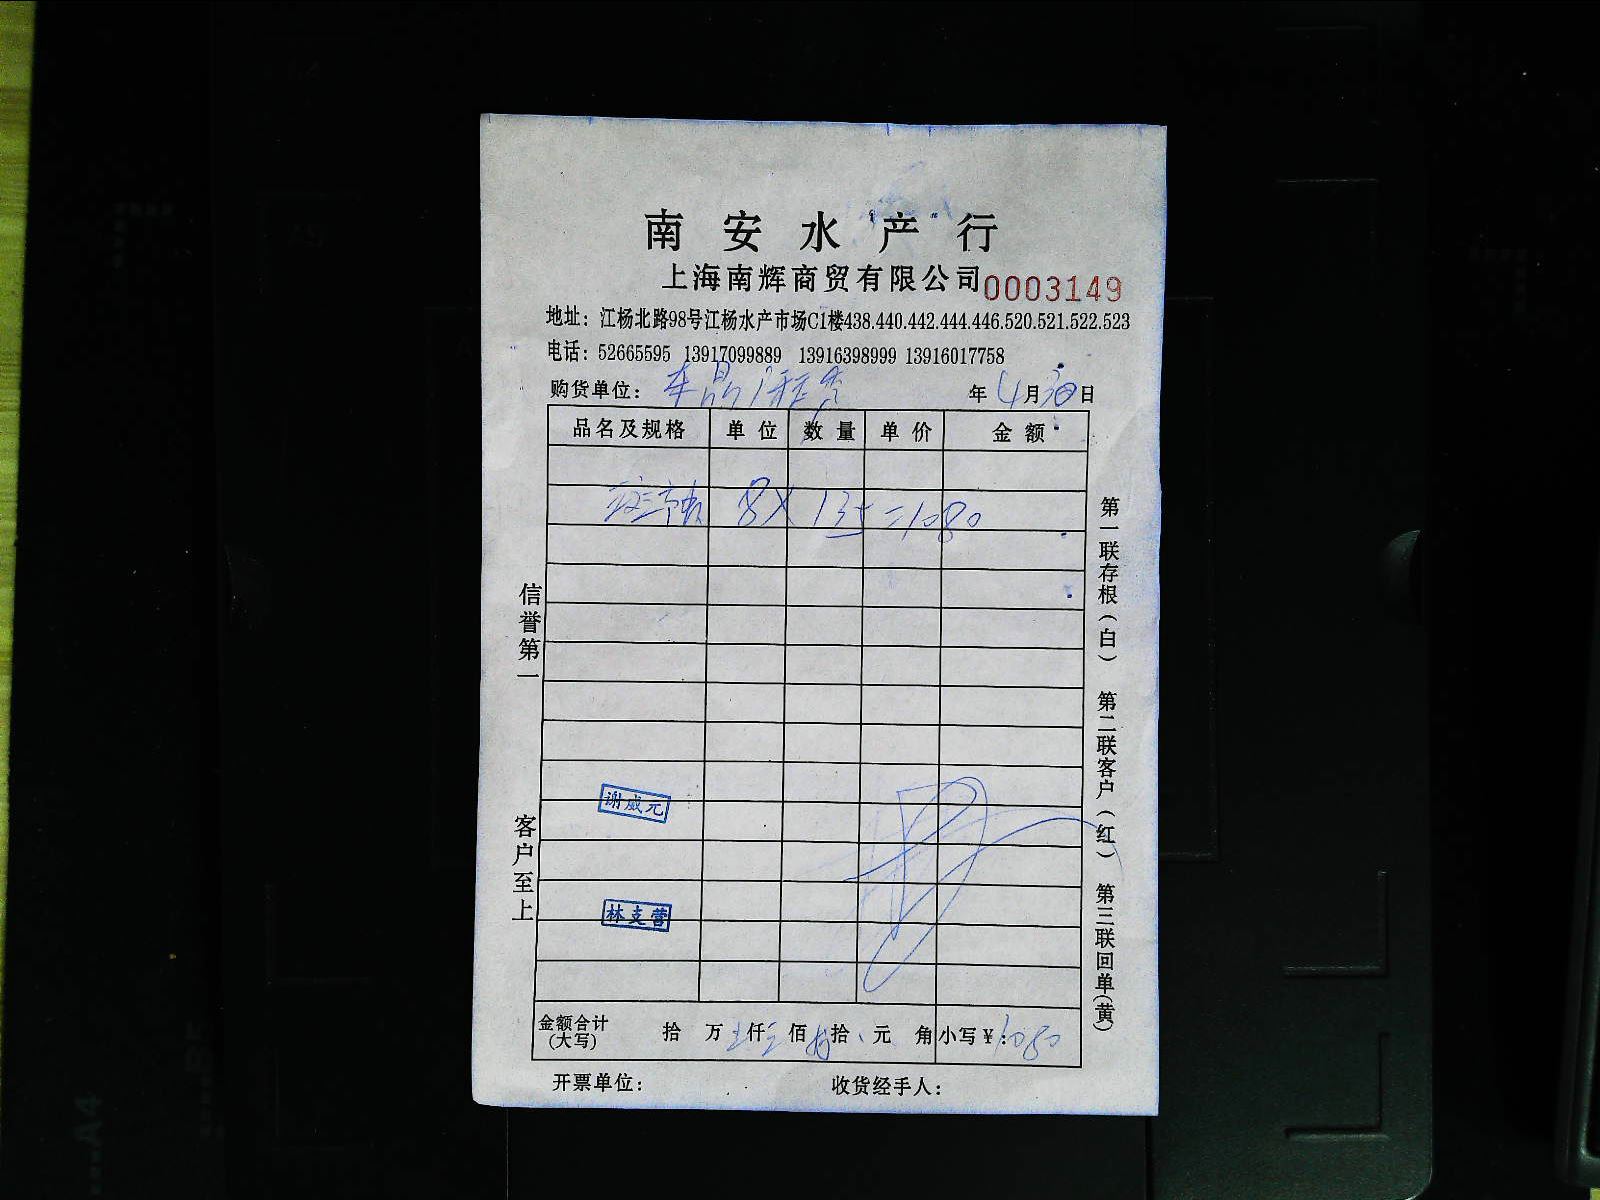 南安水产行
上海南辉商贸有限公司 0003149
地址：江杨北路98号江杨水产市场C1楼438.440.442.444.446.520.521.522.523
电话：52665595 13917099889 13916398999 13916017758
购货单位： 年 4月30日
品名及规格 单位 数量 单价 金额
8X 135=1080
信誉第一
客户至上
谢威元
林支营
第一联存根（白） 第二联客户（红） 第三联回单(黄)
金额合计(大写) 拾 万 仟 佰 拾 元 角 小写￥:1080
开票单位： 收货经手人：